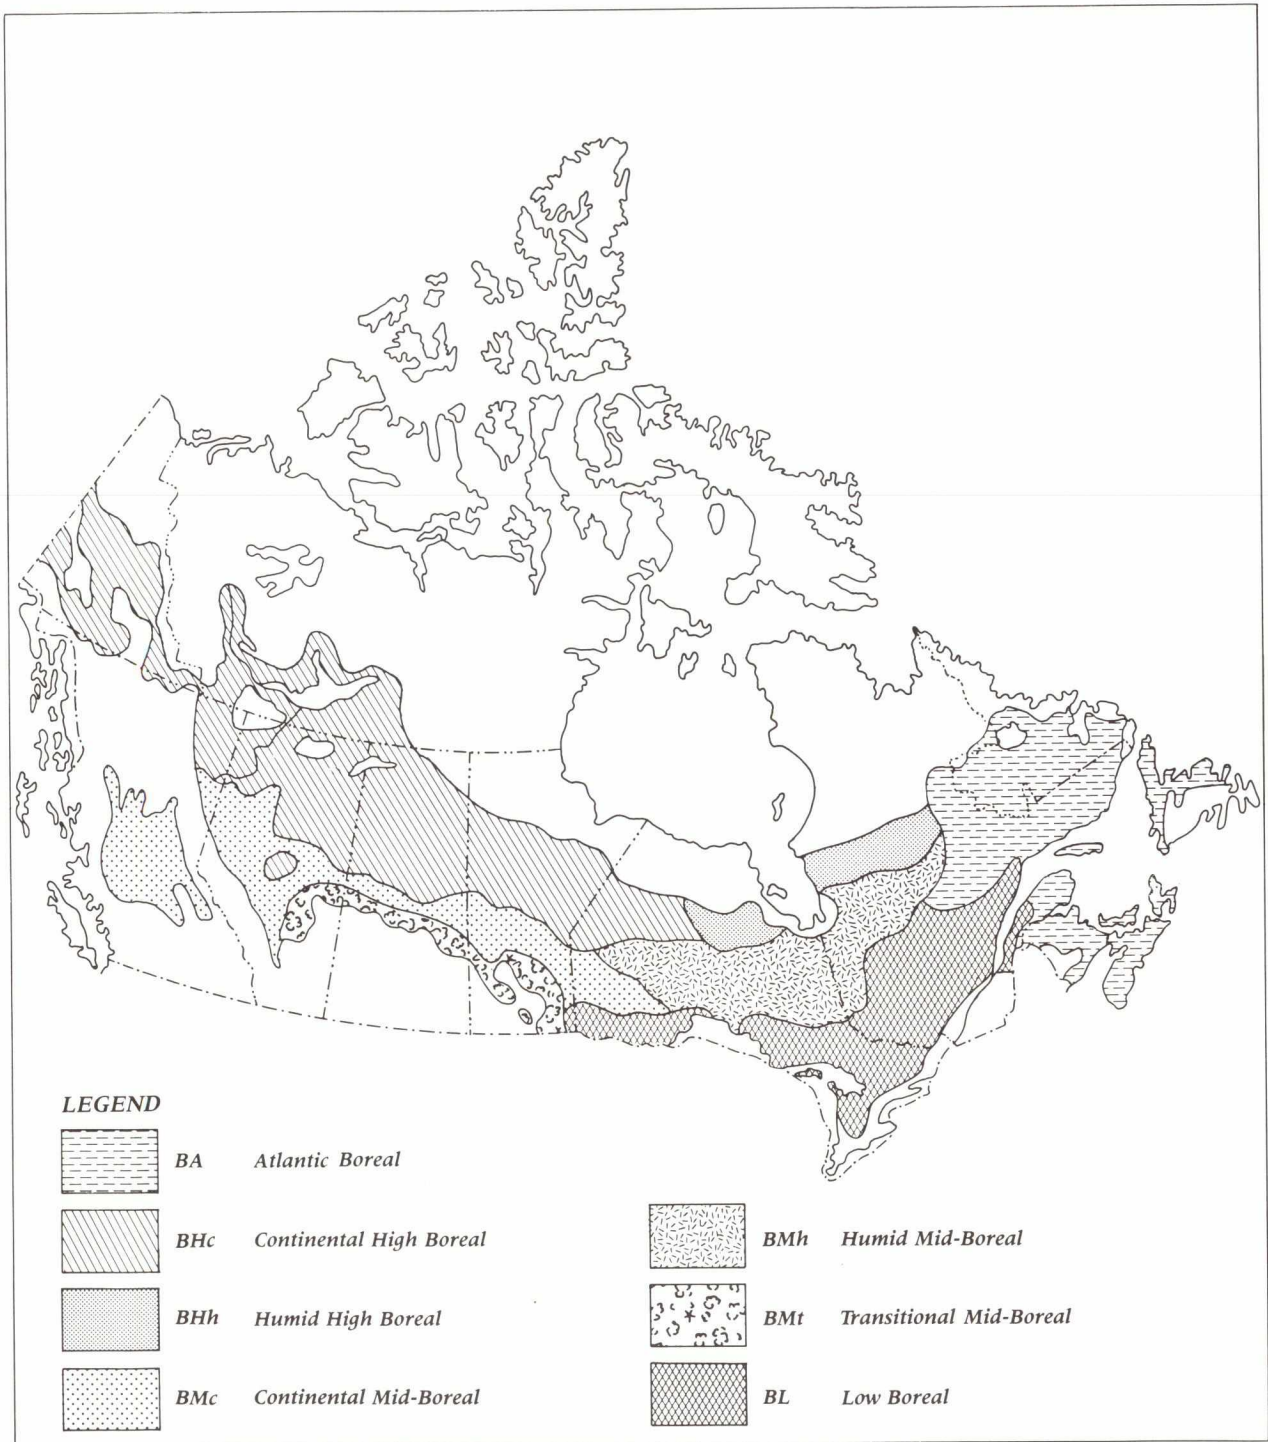 LEGEND
BA Atlantic Boreal
BHc Continental High Boreal
BHh Humid High Boreal
BMc Continental Mid-Boreal
BMh Humid Mid-Boreal
BMt Transitional Mid-Boreal
BL Low Boreal